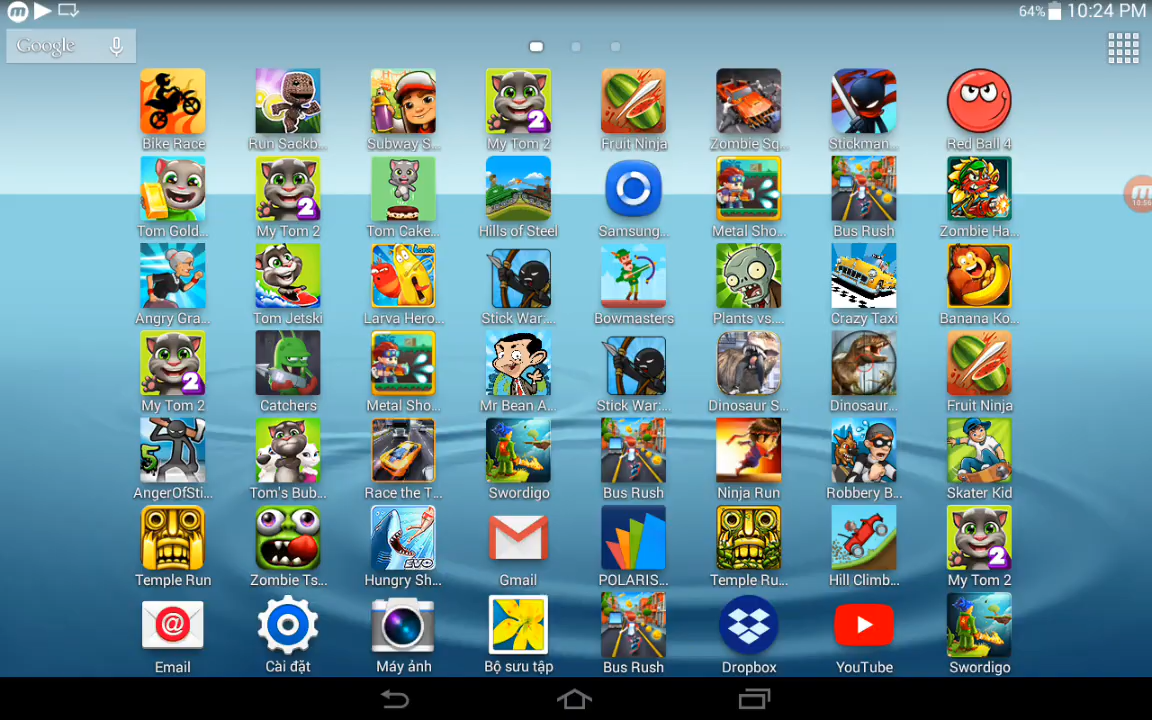 64% 10:24 PM
Google
Bike Race Run Sackb... Subway S... My Tom 2 Fruit Ninja Zombie Sq... Stickman... Red Ball 4
Tom Gold... My Tom 2 Tom Cake... Hills of Steel Samsung... Metal Sho... Bus Rush Zombie Ha...
10:56
Angry Gra... Tom Jetski Larva Hero... Stick War:... Bowmasters Plants vs.... Crazy Taxi Banana Ko...
My Tom 2 Catchers Metal Sho... Mr Bean A... Stick War:... Dinosaur S... Dinosaur... Fruit Ninja
AngerOfSti... Tom's Bub... Race the T... Swordigo Bus Rush Ninja Run Robbery B... Skater Kid
Temple Run Zombie Ts... Hungry Sh... Gmail POLARIS... Temple Ru... Hill Climb... My Tom 2
Email Cài đặt Máy ảnh Bộ sưu tập Bus Rush Dropbox YouTube Swordigo